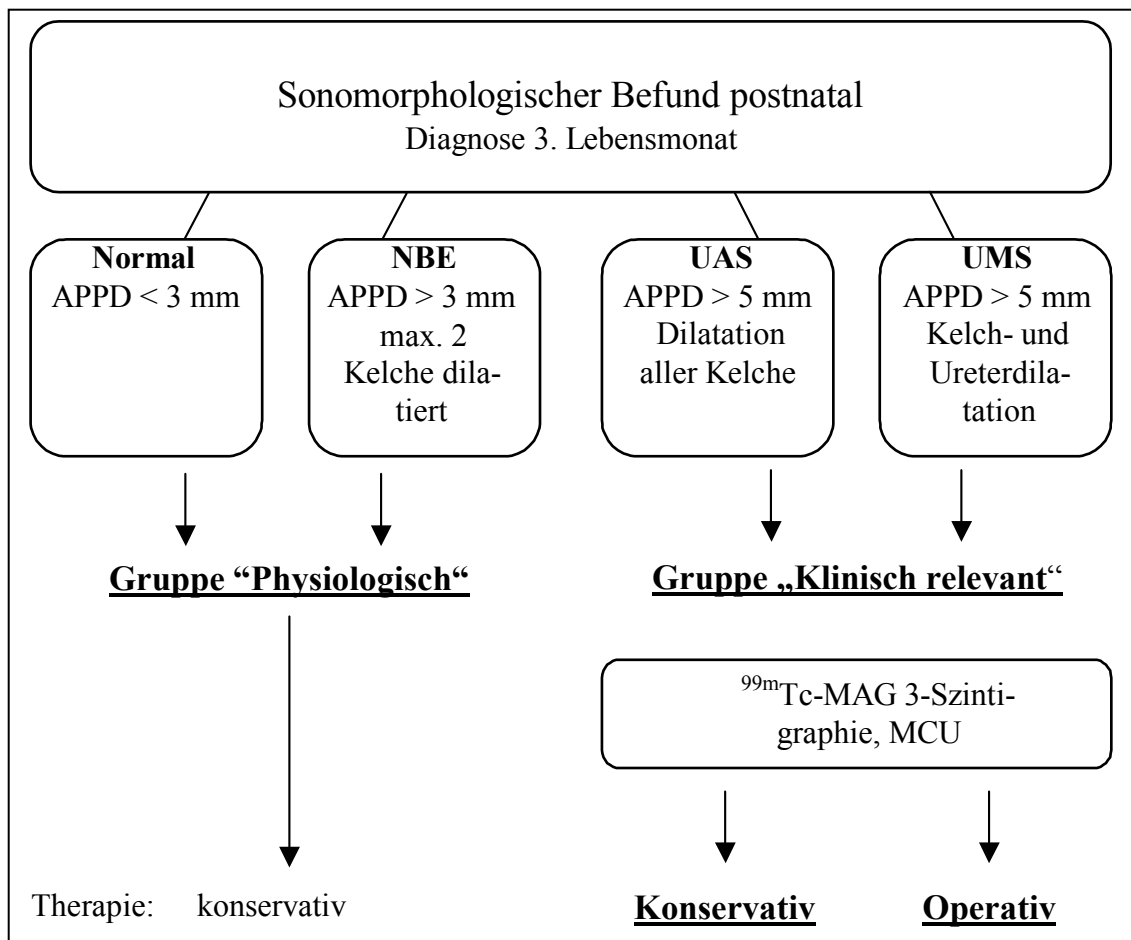 Sonomorphologischer Befund postnatal
Diagnose 3. Lebensmonat
Normal
APPD < 3 mm
NBE
APPD > 3 mm
max. 2
Kelche dila-
tiert
UAS
APPD > 5 mm
Dilatation
aller Kelche
UMS
APPD > 5 mm
Kelch- und
Ureterdila-
tation
Gruppe “Physiologisch“
Gruppe „Klinisch relevant“
99mTc-MAG 3-Szinti-
graphie, MCU
Therapie: konservativ
Konservativ
Operativ